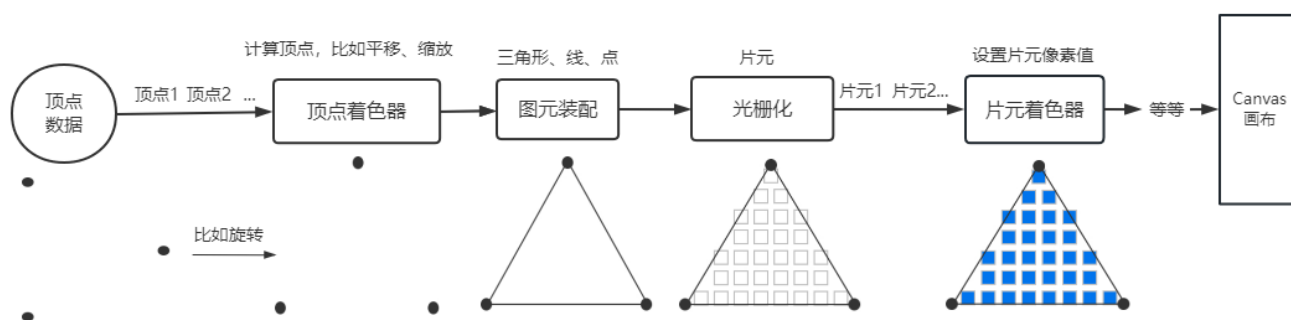 计算顶点，比如平移、缩放
三角形、线、点
片元
设置片元像素值
顶点
数据
顶点1 顶点2 ...
顶点着色器
图元装配
光栅化
片元1 片元2...
片元着色器
等等
Canvas
画布
比如旋转